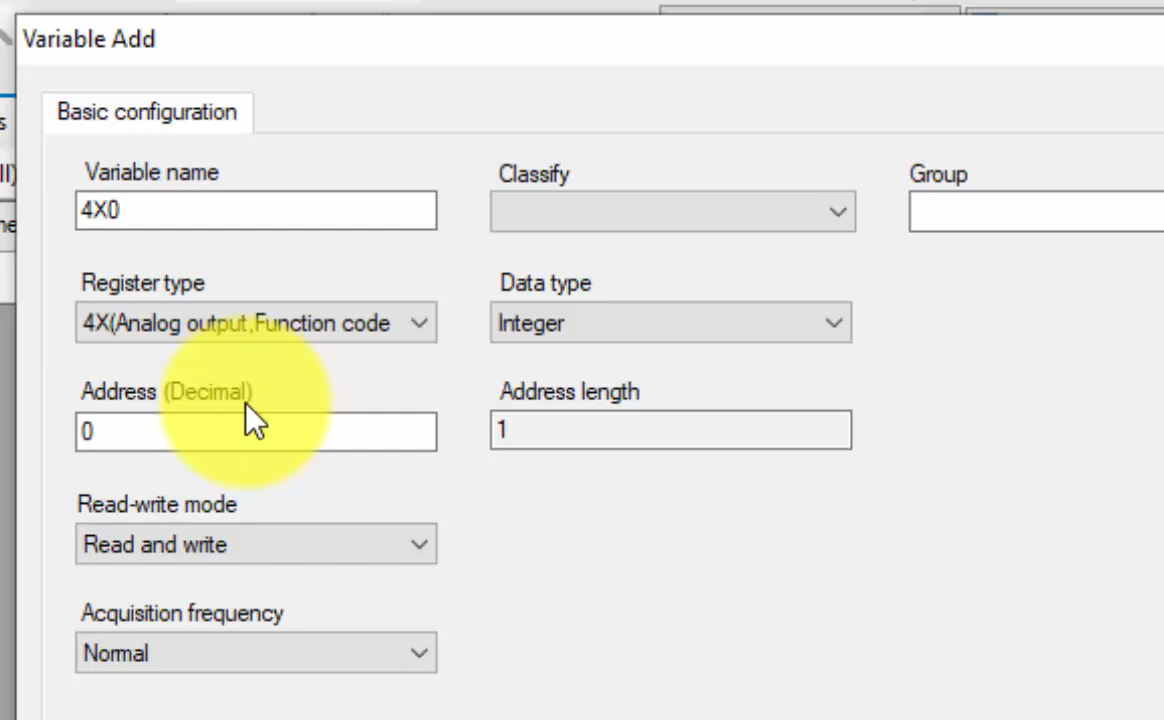 Variable Add
s
Basic configuration
Variable name
Classify
Group
4X0
Register type
Data type
4X(Analog output,Function code
Integer
Address (Decimal)
Address length
0
1
Read-write mode
Read and write
Acquisition frequency
Normal